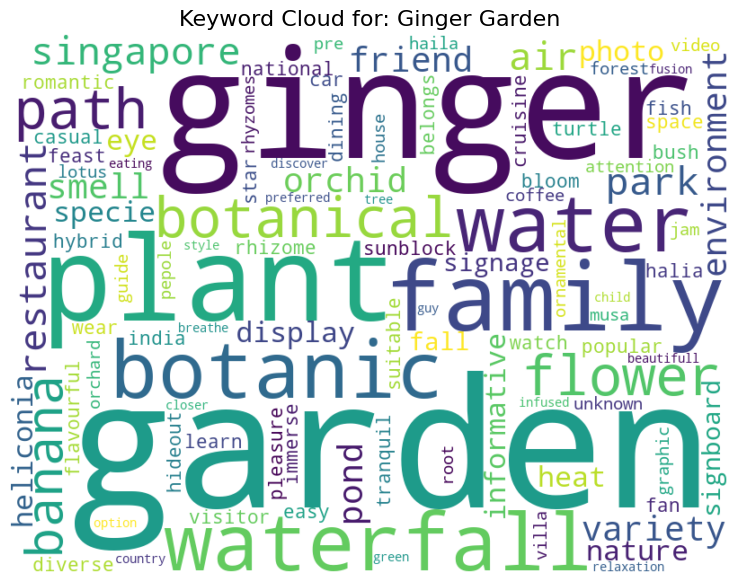 Keyword Cloud for: Ginger Garden
singapore
pre
haila
friend
air
photo
video
romantic
national
car
forest
fusion
path
ginger
casual
eye
rhyzomes
dining
house
belongs
cruisine
fish
space
environment
feast
eating
star
discover
turtle
bush
lotus
smell
orchid
bloom
attention
park
preferred
tree
coffee
specie
botanical
water
jam
restaurant
hybrid
style
rhizome
sunblock
signage
ornamental
halia
guide
pepole
plant
family
child
musa
wear
india
breathe
display
guy
suitable
fall
watch
popular
beautifull
orchard
botanic
flower
flavourful
banana
heliconia
closer
garden
infused
unknown
hideout
learn
pleasure
immerse
tranquil
root
informative
heat
graphic
signboard
pond
option
visitor
easy
waterfall
villa
fan
variety
nature
diverse
country
green
relaxation